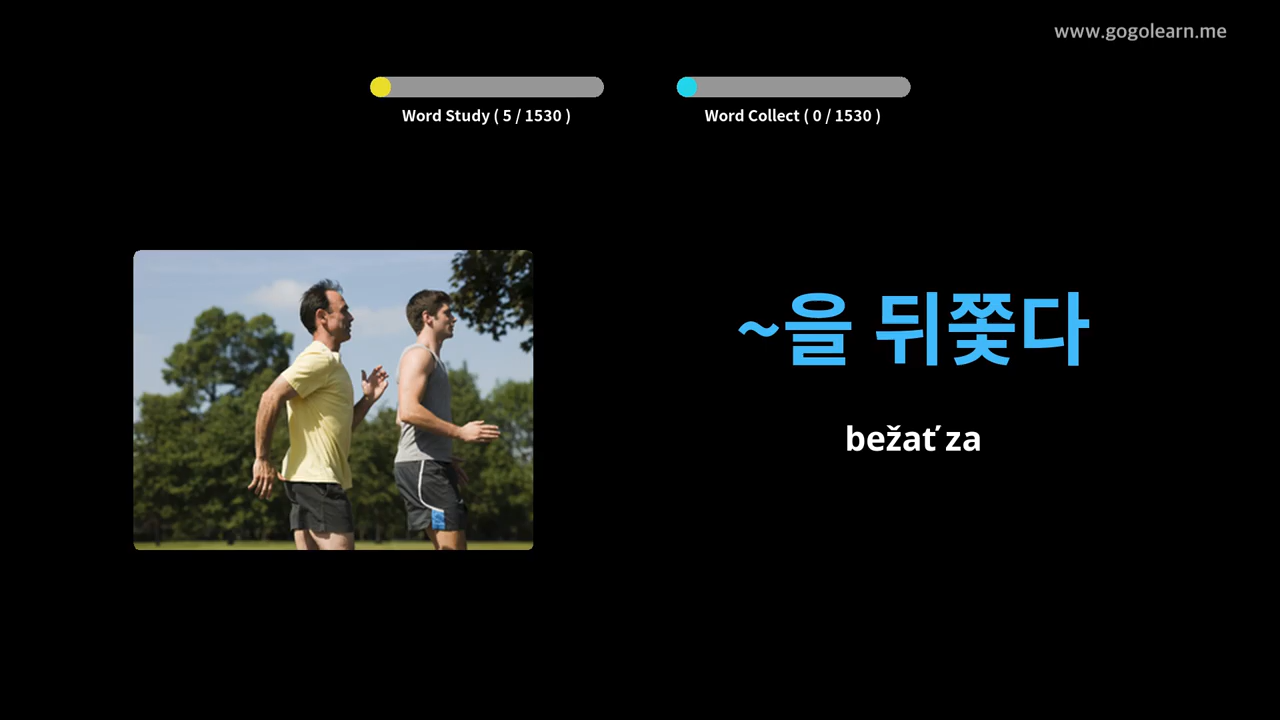 www.gogolearn.me
Word Study ( 5 / 1530 )
Word Collect ( 0 / 1530 )
~을 뒤쫓다
bežať za